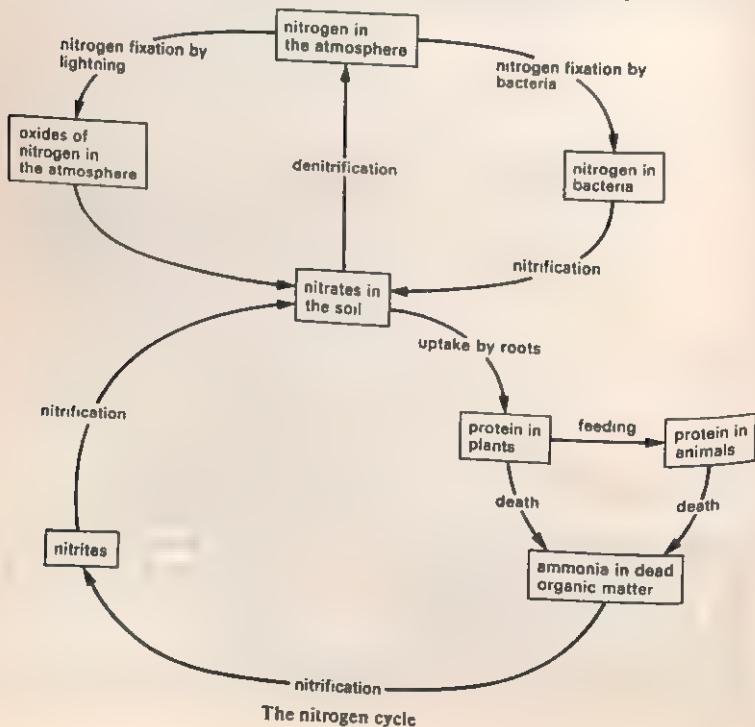 nitrogen in
the atmosphere
nitrogen fixation by
lightning
nitrogen fixation by
bacteria
oxides of
nitrogen in
the atmosphere
denitrification
nitrogen in
bacteria
nitrification
nitrates in
the soil
uptake by roots
nitrification
protein in
plants
feeding
protein in
animals
death
death
nitrites
ammonia in dead
organic matter
nitrification
The nitrogen cycle